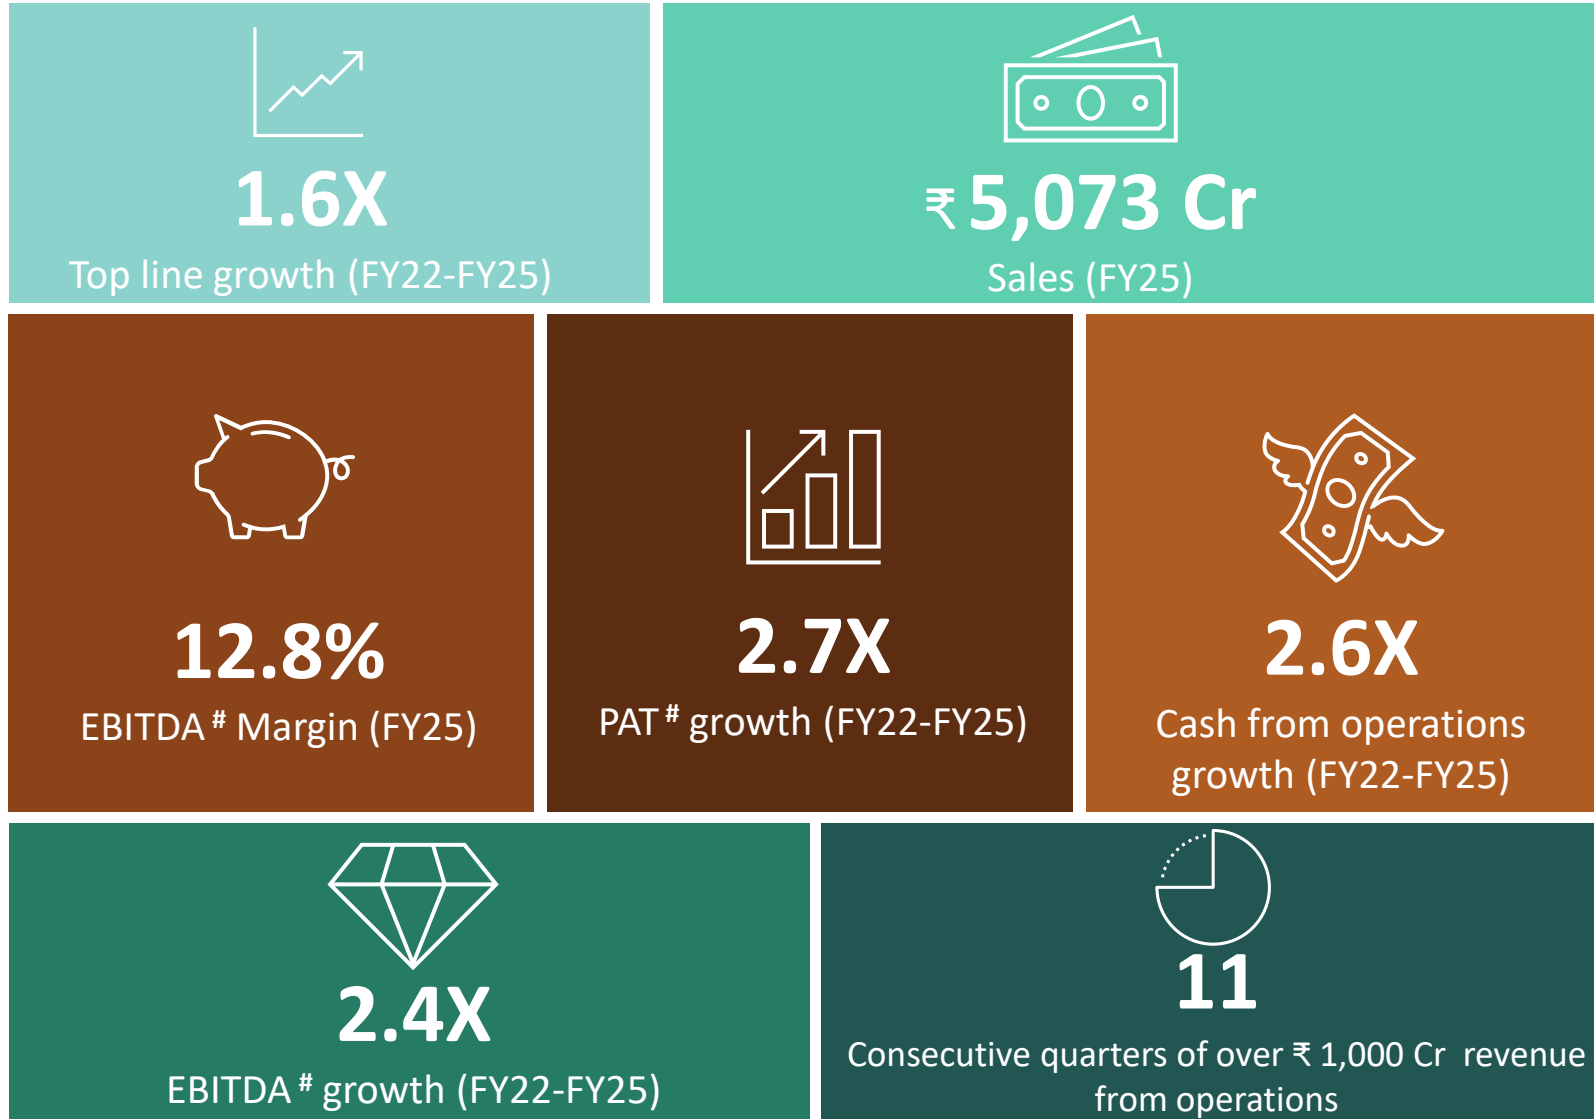 1.6X
Top line growth (FY22-FY25)
₹ 5,073 Cr
Sales (FY25)
12.8%
EBITDA # Margin (FY25)
2.7X
PAT # growth (FY22-FY25)
2.6X
Cash from operations
growth (FY22-FY25)
2.4X
EBITDA # growth (FY22-FY25)
11
Consecutive quarters of over ₹ 1,000 Cr revenue
from operations